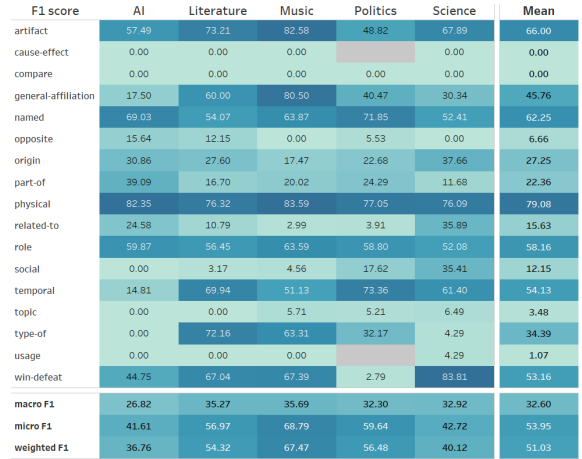 F1 score AI Literature Music Politics Science Mean
artifact 57.49 73.21 82.58 48.82 67.89 66.00
cause-effect 0.00 0.00 0.00 0.00 0.00
compare 0.00 0.00 0.00 0.00 0.00 0.00
general-affiliation 17.50 60.00 80.50 40.47 30.34 45.76
named 69.03 54.07 63.87 71.85 52.41 62.25
opposite 15.64 12.15 0.00 5.53 0.00 6.66
origin 30.86 27.60 17.47 22.68 37.66 27.25
part-of 39.09 16.70 20.02 24.29 11.68 22.36
physical 82.35 76.32 83.59 77.05 76.09 79.08
related-to 24.58 10.79 2.99 3.91 35.89 15.63
role 59.87 56.45 63.59 58.80 52.08 58.16
social 0.00 3.17 4.56 17.62 35.41 12.15
temporal 14.81 69.94 51.13 73.36 61.40 54.13
topic 0.00 0.00 5.71 5.21 6.49 3.48
type-of 0.00 72.16 63.31 32.17 4.29 34.39
usage 0.00 0.00 0.00 4.29 1.07
win-defeat 44.75 67.04 67.39 2.79 83.81 53.16
macro F1 26.82 35.27 35.69 32.30 32.92 32.60
micro F1 41.61 56.97 68.79 59.64 42.72 53.95
weighted F1 36.76 54.32 67.47 56.48 40.12 51.03